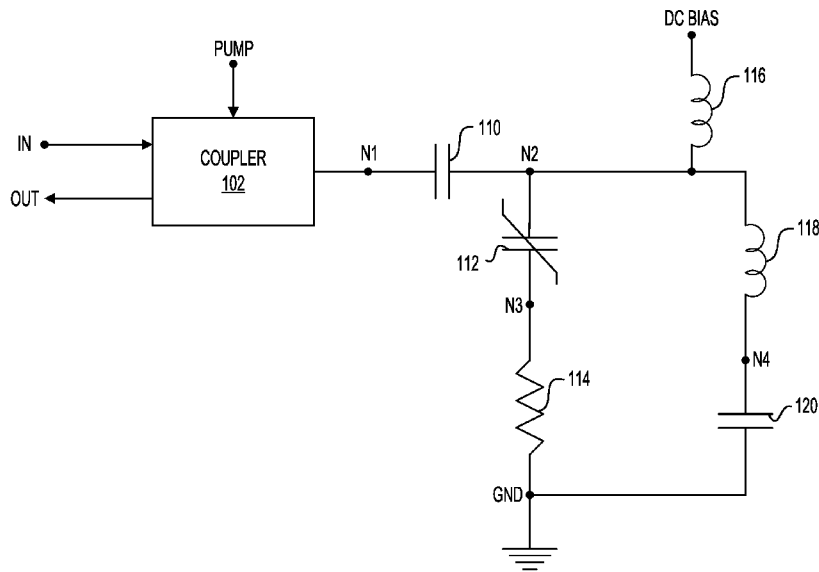 DC BIAS
PUMP
116
IN
COUPLER
102
OUT
N1
110
N2
118
112
N3
N4
114
120
GND